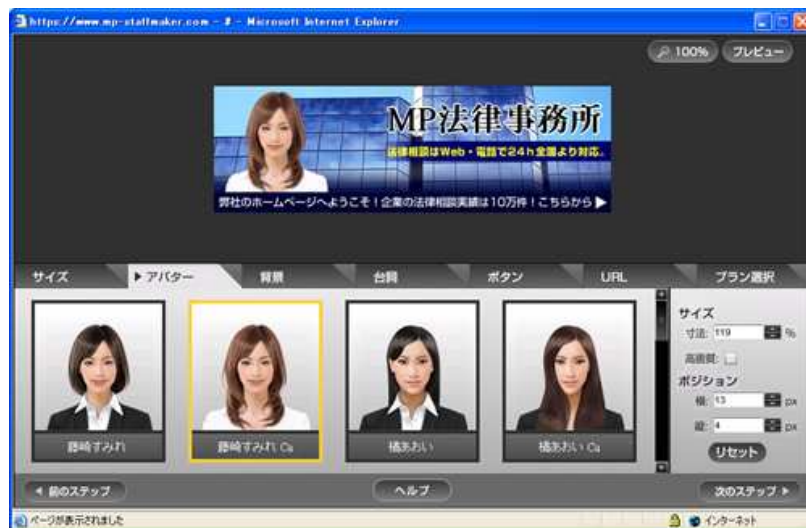 https://www.mp-staffmaker.com - # - Microsoft Internet Explorer
100% プレビュー
MP法律事務所
法律相談はWeb・電話で24h全国より対応。
弊社のホームページへようこそ!企業の法律相談実績は10万件!こちらから▶
サイズ ▶アバター 背景 台詞 ボタン URL プラン選択
サイズ
寸法: 119 %
高画質:
ポジション
横: 13 px
縦: 4 px
リセット
藤崎すみれ 藤崎すみれ Ca 橘あおい 橘あおい Ca
◀ 前のステップ ヘルプ 次のステップ ▶
ページが表示されました インターネット